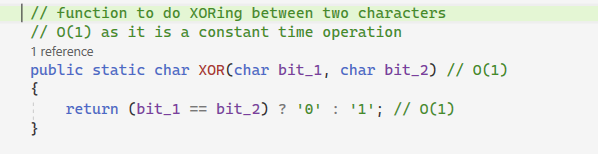 // function to do XORing between two characters
// O(1) as it is a constant time operation
1 reference
public static char XOR(char bit_1, char bit_2) // O(1)
{
return (bit_1 == bit_2) ? '0' : '1'; // O(1)
}